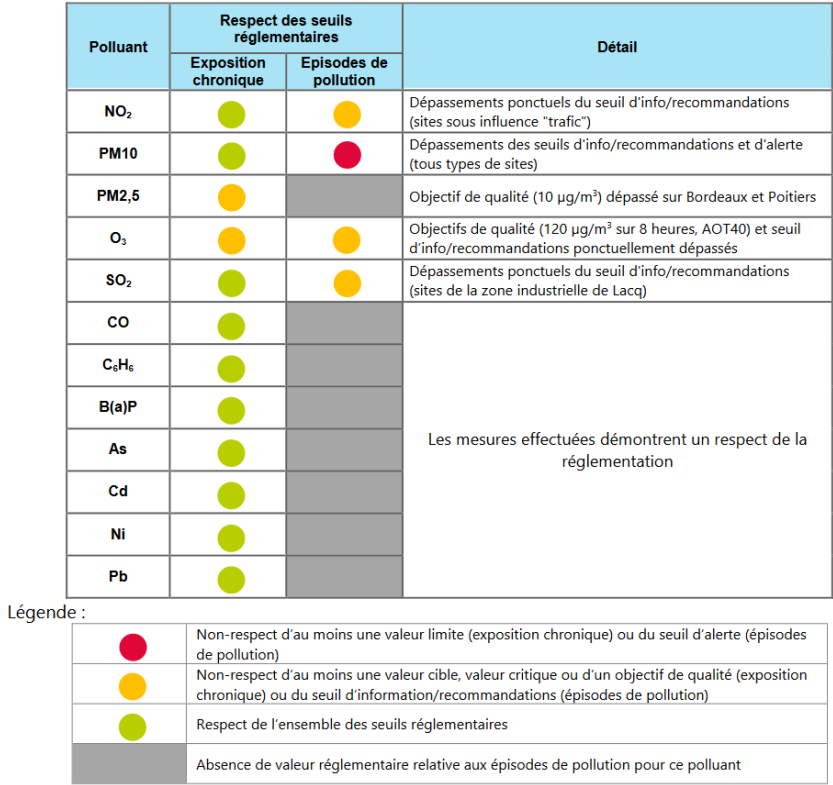 Polluant
Respect des seuils
réglementaires
Détail
Exposition
chronique
Episodes de
pollution
NO₂
Dépassements ponctuels du seuil d'info/recommandations
(sites sous influence "trafic")
PM10
Dépassements des seuils d'info/recommandations et d'alerte
(tous types de sites)
PM2,5
Objectif de qualité (10 µg/m³) dépassé sur Bordeaux et Poitiers
O₃
Objectifs de qualité (120 µg/m³ sur 8 heures, AOT40) et seuil
d'info/recommandations ponctuellement dépassés
SO₂
Dépassements ponctuels du seuil d'info/recommandations
(sites de la zone industrielle de Lacq)
CO
C₆H₆
B(a)P
As
Cd
Ni
Pb
Les mesures effectuées démontrent un respect de la
réglementation
Légende :
Non-respect d'au moins une valeur limite (exposition chronique) ou du seuil d'alerte (épisodes
de pollution)
Non-respect d'au moins une valeur cible, valeur critique ou d'un objectif de qualité (exposition
chronique) ou du seuil d'information/recommandations (épisodes de pollution)
Respect de l'ensemble des seuils réglementaires
Absence de valeur réglementaire relative aux épisodes de pollution pour ce polluant